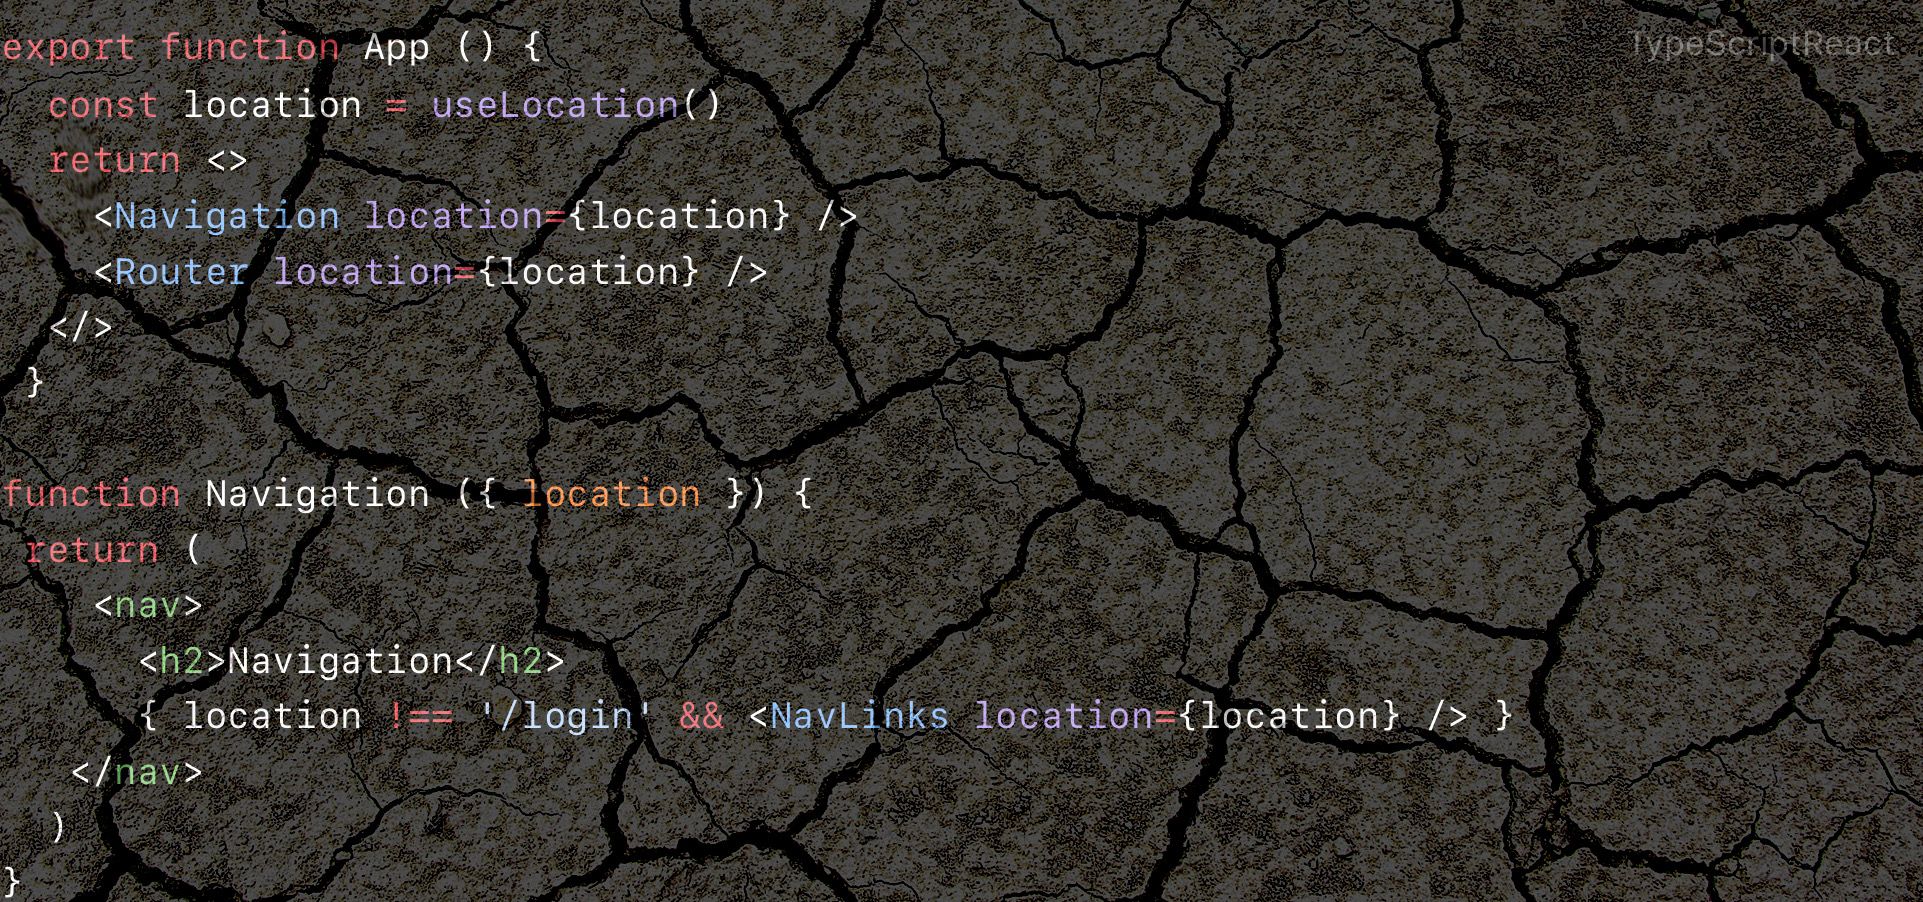 export function App () {
TypeScriptReact
const location = useLocation()
return <>
<Navigation location={location} />
<Router location={location} />
</>
}
function Navigation ({ location }) {
return (
<nav>
<h2>Navigation</h2>
{ location !== '/login' && <NavLinks location={location} /> }
</nav>
)
}